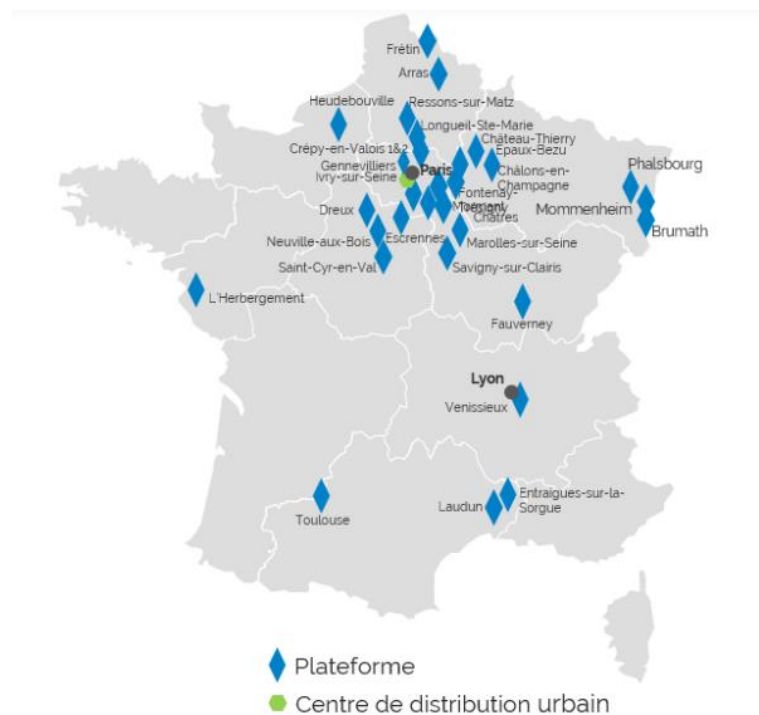 Frétin
Arras
Heudebouville
Ressons-sur-Matz
Longueil-Ste-Marie
Crépy-en-Valois 1&2
Château-Thierry
Épaux-Bezu
Gennevilliers
Paris
Châlons-en-
Champagne
Phalsbourg
Ivry-sur-Seine
Fontenay-
Trésigny
Mormant
Mommenheim
Dreux
Châtres
Brumath
Neuville-aux-Bois
Escrennes
Marolles-sur-Seine
Saint-Cyr-en-Val
Savigny-sur-Clairis
L'Herbergement
Fauverney
Lyon
Venissieux
Toulouse
Laudun
Entraigues-sur-la-
Sorgue
Plateforme
Centre de distribution urbain